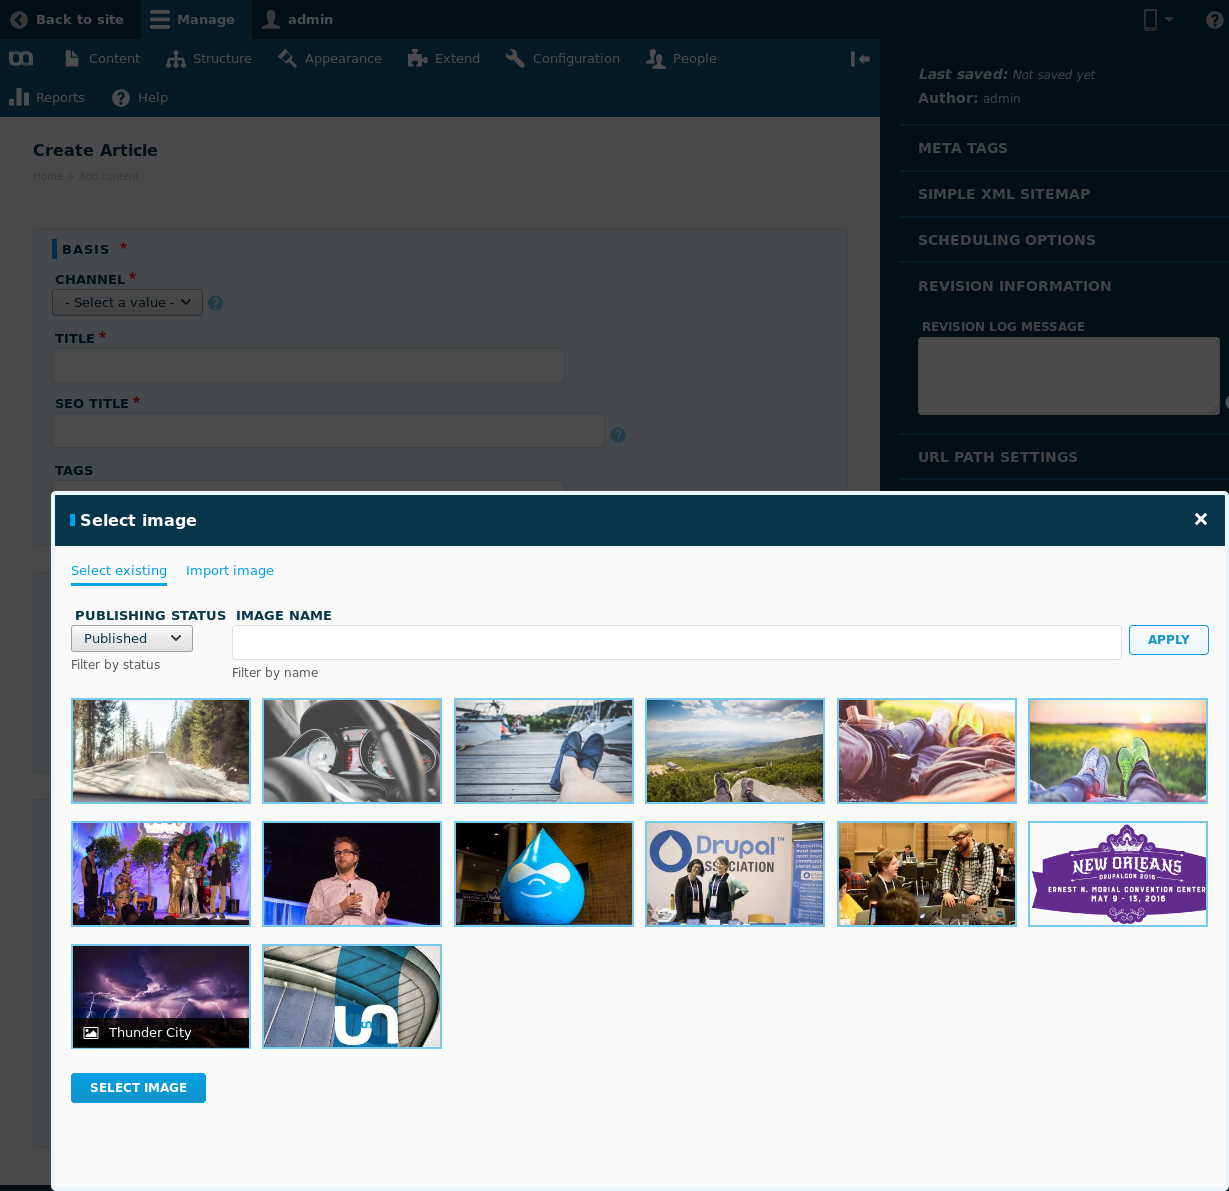 Back to site
Manage
admin
Content
Structure
Appearance
Extend
Configuration
People
Reports
Help
Last saved: Not saved yet
Author: admin
META TAGS
SIMPLE XML SITEMAP
SCHEDULING OPTIONS
REVISION INFORMATION
REVISION LOG MESSAGE
URL PATH SETTINGS
Create Article
Home » Add content
BASIS *
CHANNEL *
- Select a value -
TITLE *
SEO TITLE *
TAGS
Select image
Select existing
Import image
PUBLISHING STATUS
IMAGE NAME
Published
APPLY
Filter by status
Filter by name
Drupal™
ASSOCIATION
NEW ORLEANS
DRUPALCON 2016
ERNEST N. MORIAL CONVENTION CENTER
MAY 9 - 13, 2016
Thunder City
SELECT IMAGE